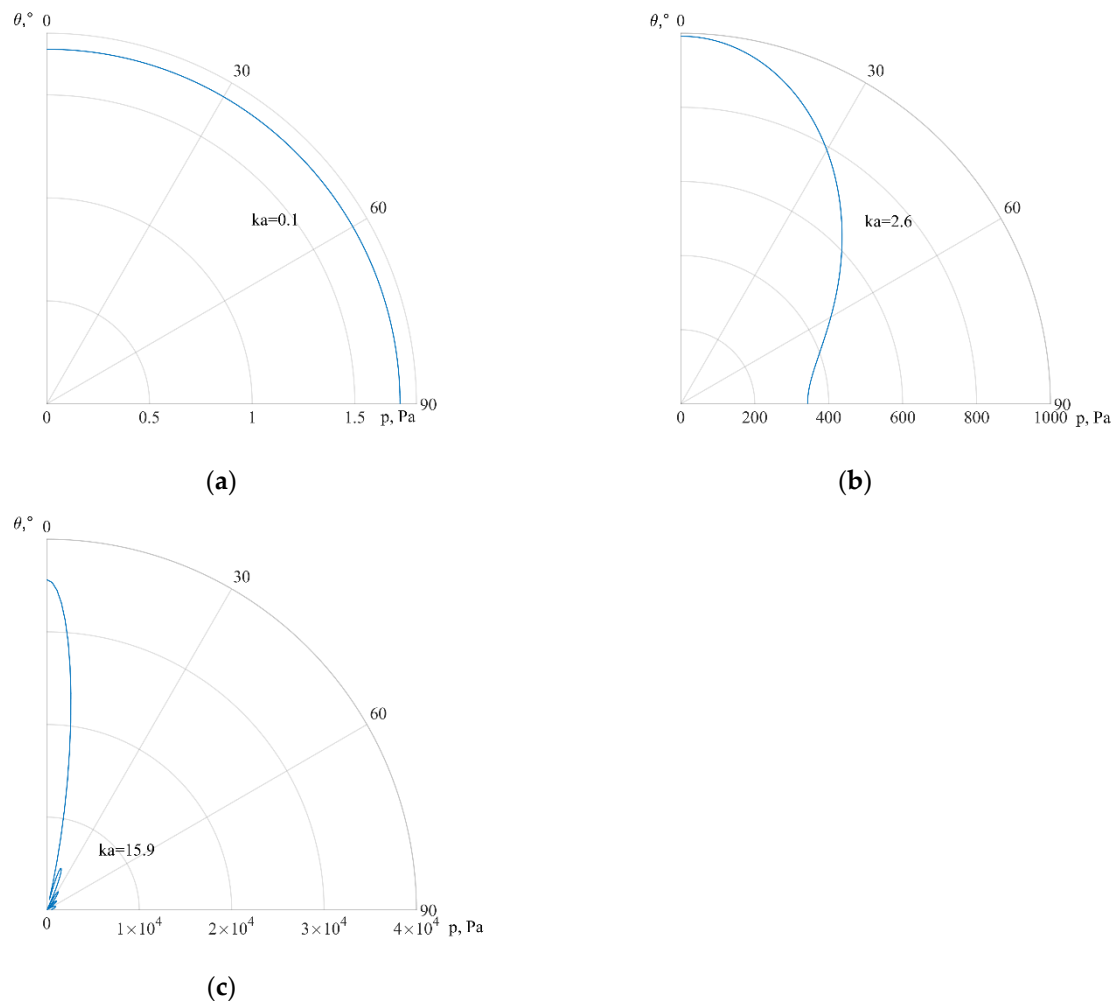 θ,° 0
30
60
ka=0.1
90
0 0.5 1 1.5 p, Pa
(a)
θ,° 0
30
60
ka=2.6
90
0 200 400 600 800 1000 p, Pa
(b)
θ,° 0
30
60
ka=15.9
90
0 1×10⁴ 2×10⁴ 3×10⁴ 4×10⁴ p, Pa
(c)